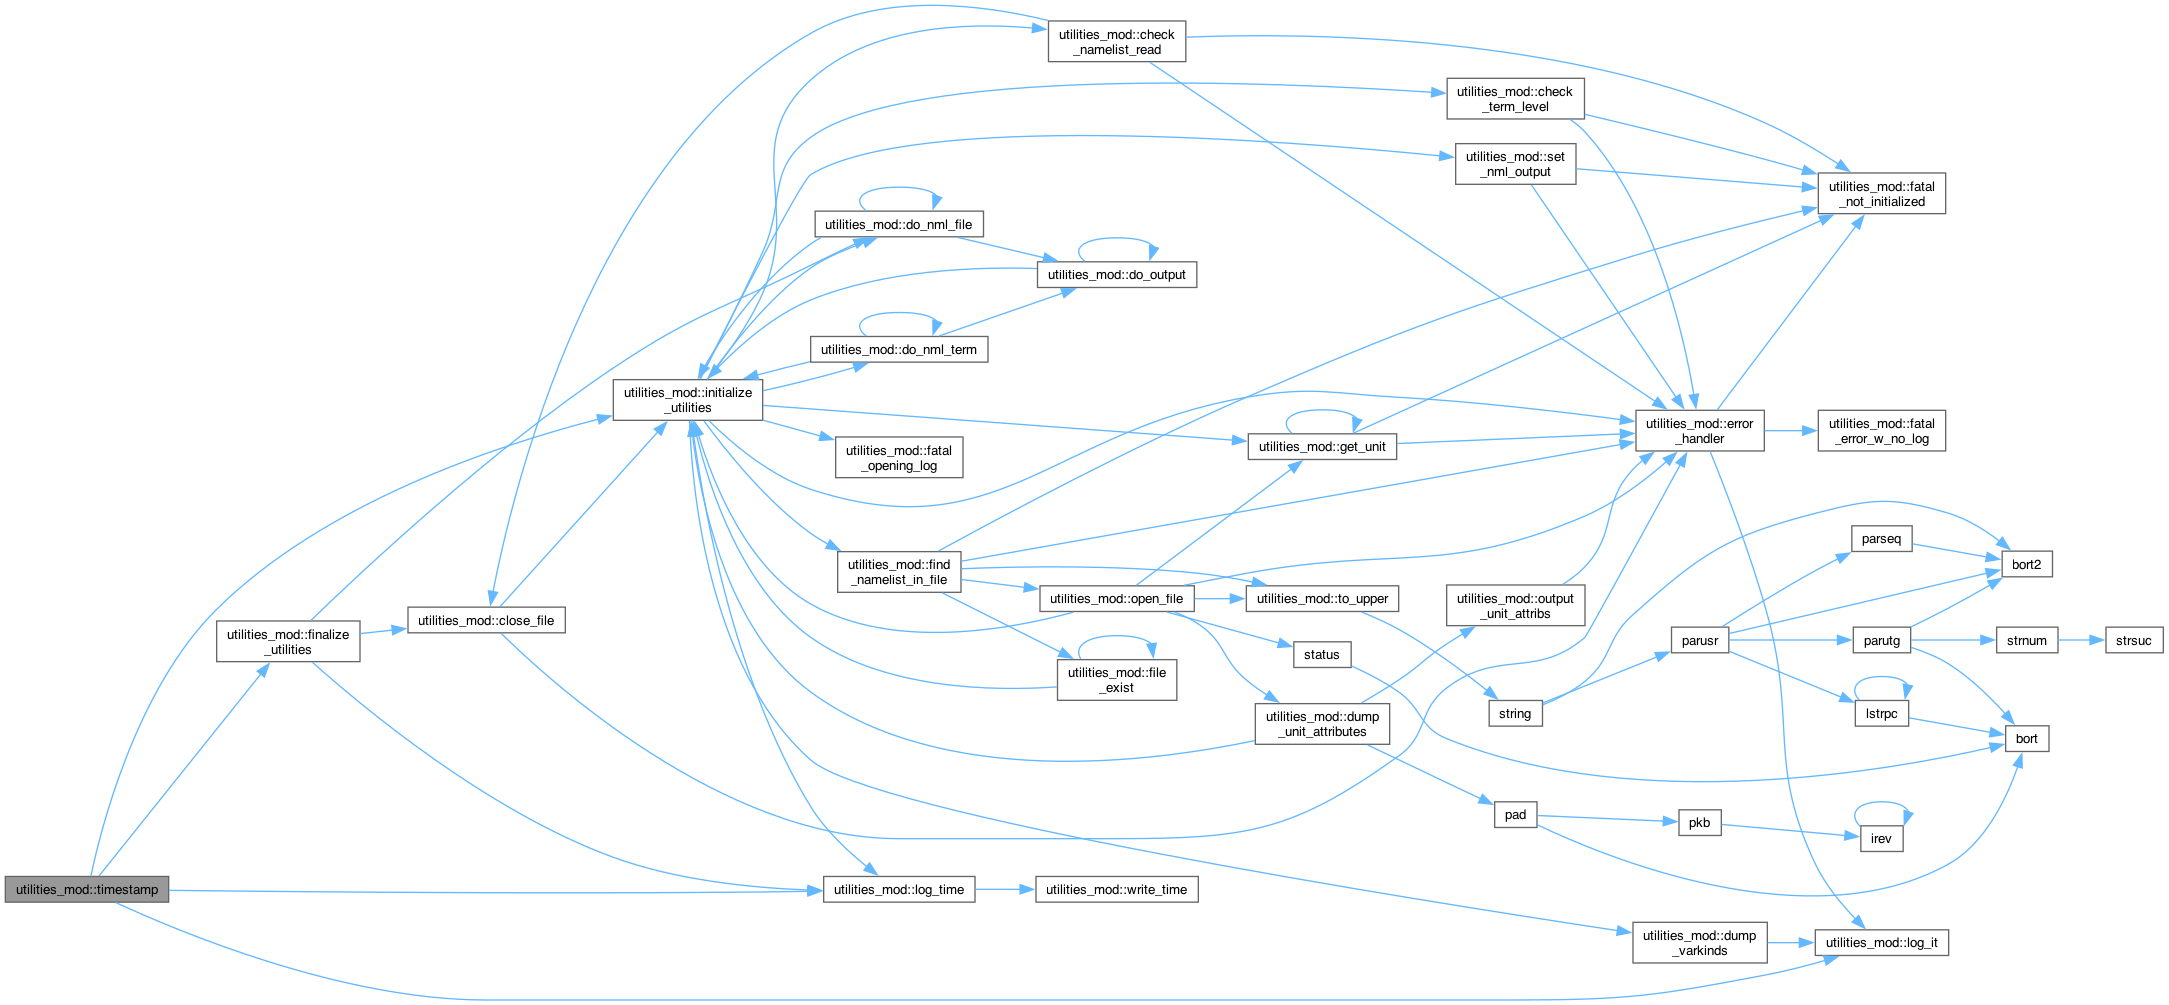 utilities_mod::check
_namelist_read
utilities_mod::check
_term_level
utilities_mod::set
_nml_output
utilities_mod::fatal
_not_initialized
utilities_mod::do_nml_file
utilities_mod::do_output
utilities_mod::do_nml_term
utilities_mod::initialize
_utilities
utilities_mod::fatal
_opening_log
utilities_mod::get_unit
utilities_mod::error
_handler
utilities_mod::fatal
_error_w_no_log
utilities_mod::find
_namelist_in_file
utilities_mod::open_file
utilities_mod::to_upper
utilities_mod::output
_unit_attribs
parseq
bort2
utilities_mod::finalize
_utilities
utilities_mod::close_file
status
parusr
parutg
strnum
strsuc
utilities_mod::file
_exist
utilities_mod::dump
_unit_attributes
string
lstrpc
bort
pad
pkb
irev
utilities_mod::timestamp
utilities_mod::log_time
utilities_mod::write_time
utilities_mod::dump
_varkinds
utilities_mod::log_it